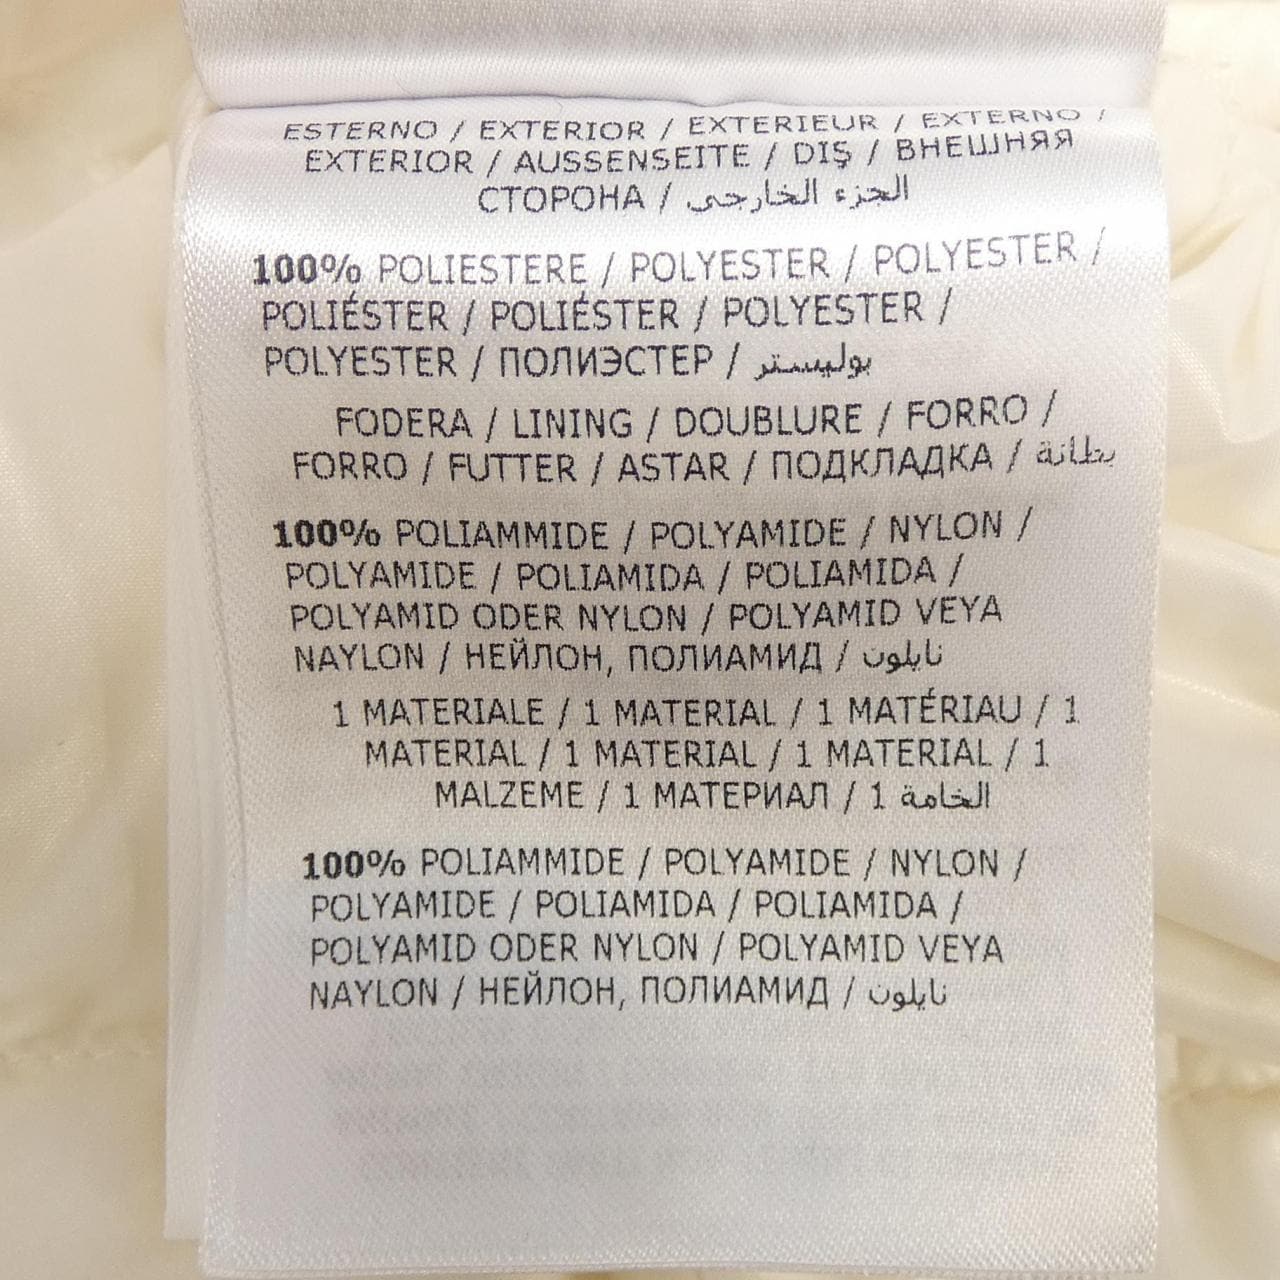 ESTERNO / EXTERIOR / EXTERIEUR / EXTERNO /
EXTERIOR / AUSSENSEITE / DIŞ / ВНЕШНЯЯ
СТОРОНА / الجزء الخارجي
100% POLIESTERE / POLYESTER / POLYESTER /
POLIÉSTER / POLIÉSTER / POLYESTER /
POLYESTER / ПОЛИЭСТЕР / بوليستر
FODERA / LINING / DOUBLURE / FORRO /
FORRO / FUTTER / ASTAR / ПОДКЛАДКА / بطانة
100% POLIAMMIDE / POLYAMIDE / NYLON /
POLYAMIDE / POLIAMIDA / POLIAMIDA /
POLYAMID ODER NYLON / POLYAMID VEYA
NAYLON / НЕЙЛОН, ПОЛИАМИД / نايلون
1 MATERIALE / 1 MATERIAL / 1 MATÉRIAU / 1
MATERIAL / 1 MATERIAL / 1 MATERIAL / 1
MALZEME / 1 МАТЕРИАЛ / 1 الخامة
100% POLIAMMIDE / POLYAMIDE / NYLON /
POLYAMIDE / POLIAMIDA / POLIAMIDA /
POLYAMID ODER NYLON / POLYAMID VEYA
NAYLON / НЕЙЛОН, ПОЛИАМИД / نايلون